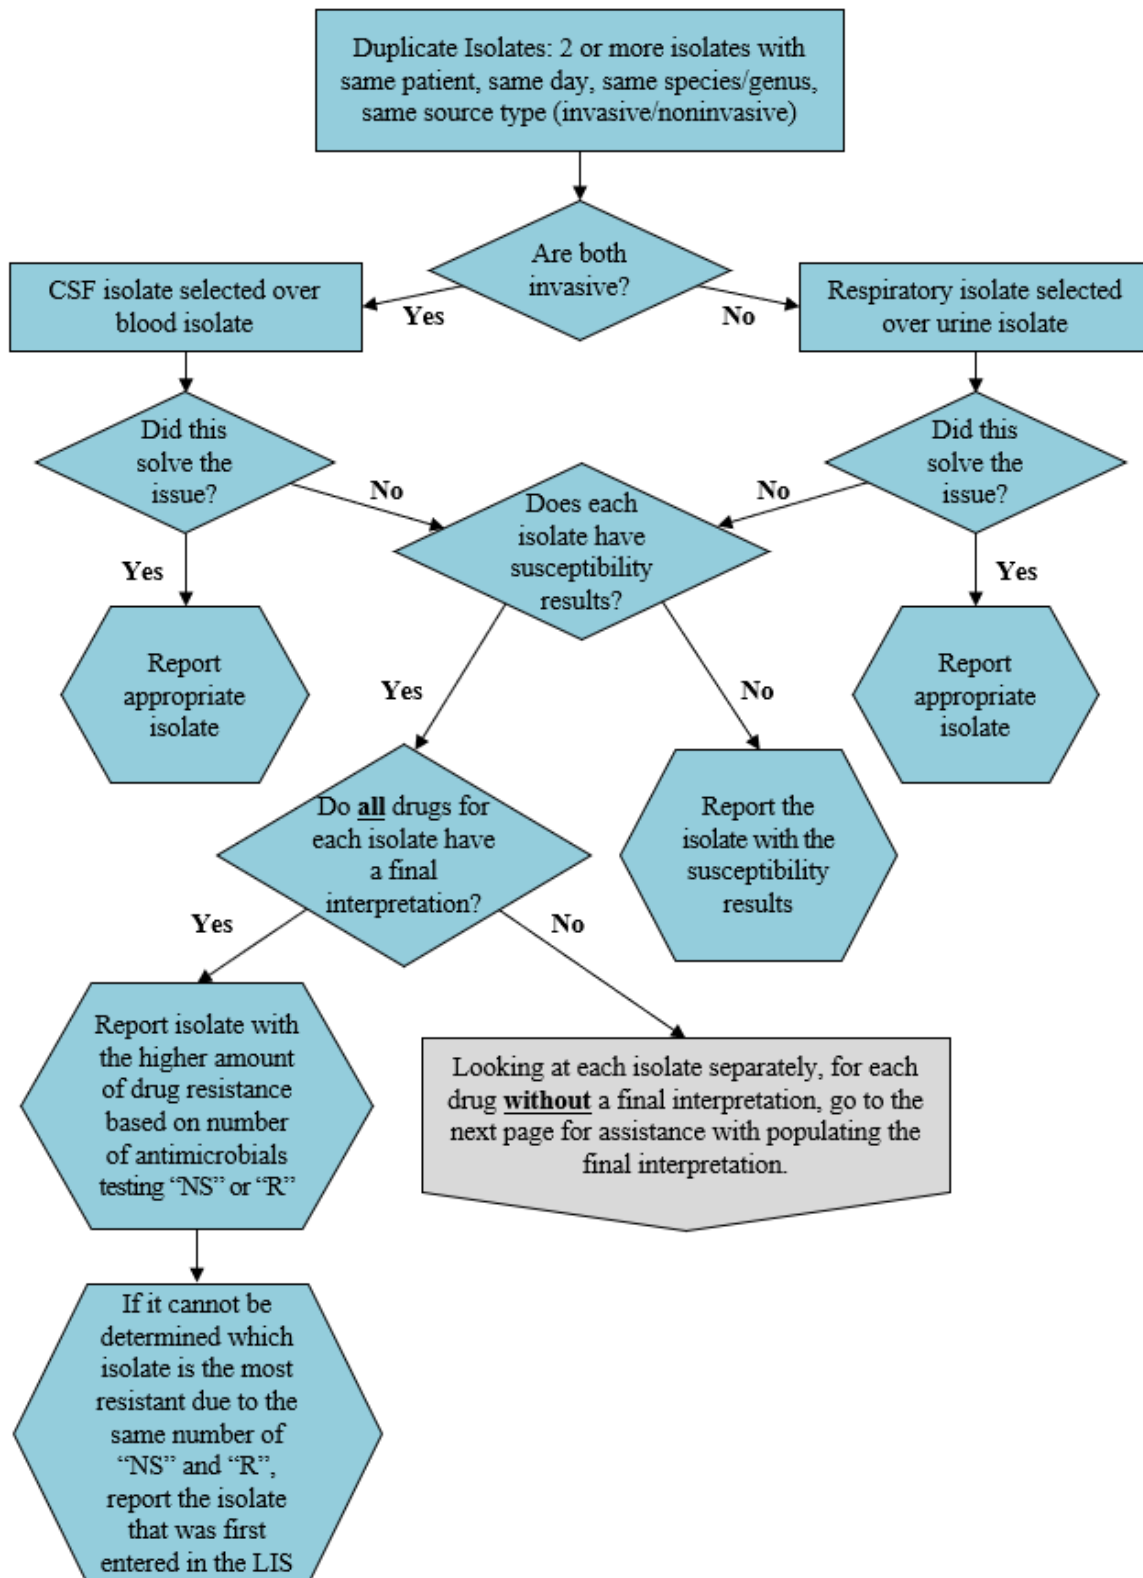 Duplicate Isolates: 2 or more isolates with
same patient, same day, same species/genus,
same source type (invasive/noninvasive)
Are both
invasive?
Yes
No
CSF isolate selected over
blood isolate
Respiratory isolate selected
over urine isolate
Did this
solve the
issue?
No
Yes
Did this
solve the
issue?
No
Yes
Does each
isolate have
susceptibility
results?
Yes
No
Report
appropriate
isolate
Report
appropriate
isolate
Do all drugs for
each isolate have
a final
interpretation?
Yes
No
Report the
isolate with the
susceptibility
results
Report isolate with
the higher amount
of drug resistance
based on number
of antimicrobials
testing “NS” or “R”
Looking at each isolate separately, for each
drug without a final interpretation, go to the
next page for assistance with populating the
final interpretation.
If it cannot be
determined which
isolate is the most
resistant due to the
same number of
“NS” and “R”,
report the isolate
that was first
entered in the LIS